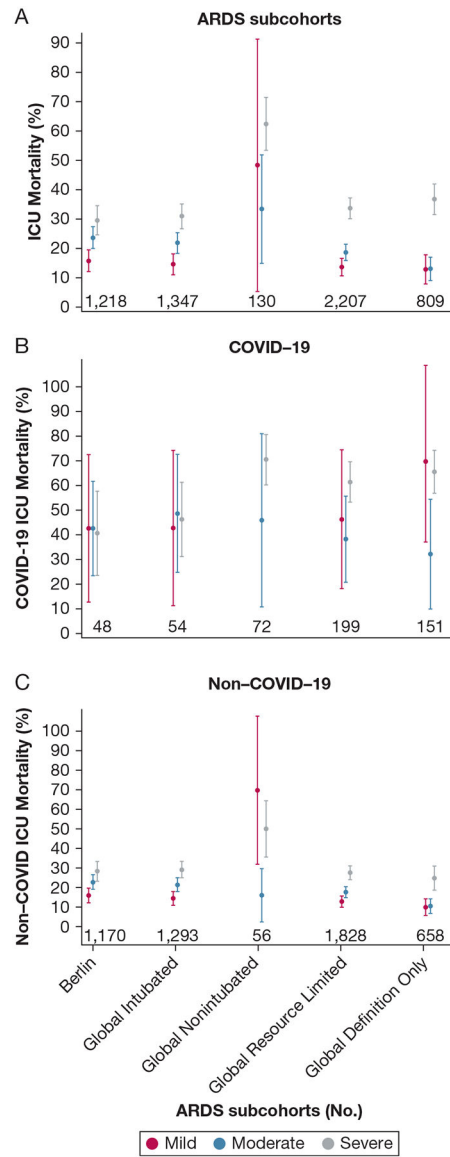 A
ARDS subcohorts
ICU Mortality (%)
90
80
70
60
50
40
30
20
10
0
1,218 1,347 130 2,207 809
B
COVID–19
COVID-19 ICU Mortality (%)
100
90
80
70
60
50
40
30
20
10
0
48 54 72 199 151
C
Non–COVID–19
Non–COVID ICU Mortality (%)
100
90
80
70
60
50
40
30
20
10
0
1,170 1,293 56 1,828 658
Berlin
Global Intubated
Global Nonintubated
Global Resource Limited
Global Definition Only
ARDS subcohorts (No.)
Mild Moderate Severe